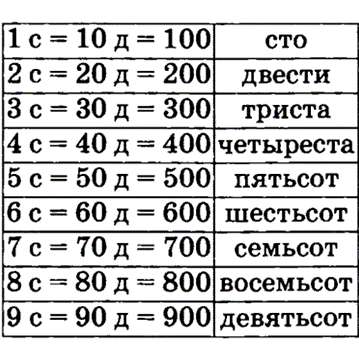 1 с = 10 д = 100 сто
2 с = 20 д = 200 двести
3 с = 30 д = 300 триста
4 с = 40 д = 400 четыреста
5 с = 50 д = 500 пятьсот
6 с = 60 д = 600 шестьсот
7 с = 70 д = 700 семьсот
8 с = 80 д = 800 восемьсот
9 с = 90 д = 900 девятьсот